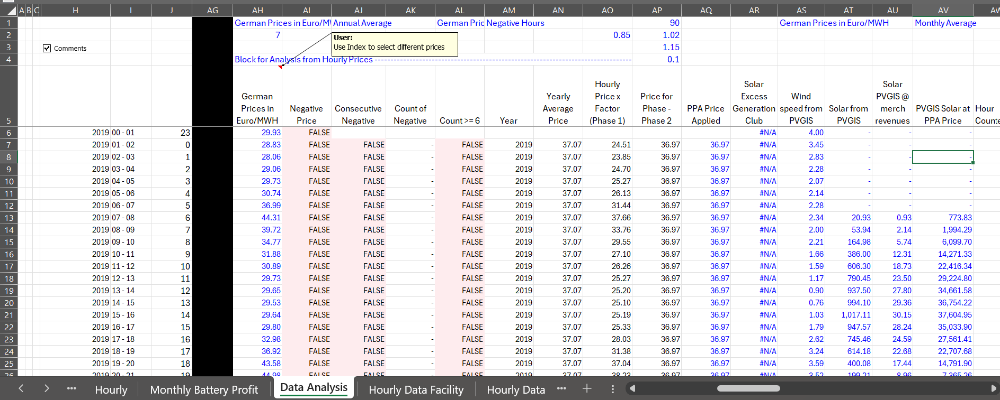 A B C H I J AG AH AI AJ AK AL AM AN AO AP AQ AR AS AT AU AV AW
1 German Prices in Euro/M Annual Average German Pric Negative Hours 90 German Prices in Euro/MWH Monthly Average
2 7 0.85 1.02
User:
Use Index to select different prices
3 Comments 1.15
4 Block for Analysis from Hourly Prices ------------------------------------------------------------------------------- 0.1
5 German Prices in Euro/MWH Negative Price Consecutive Negative Count of Negative Count >= 6 Year Yearly Average Price Hourly Price x Factor (Phase 1) Price for Phase - Phase 2 PPA Price Applied Solar Excess Generation Club Wind speed from PVGIS Solar from PVGIS Solar PVGIS @ merch revenues PVGIS Solar at PPA Price Hour Counte
6 2019 00 - 01 23 29.93 FALSE #N/A 4.00 - - -
7 2019 01 - 02 0 28.83 FALSE FALSE - FALSE 2019 37.07 24.51 36.97 36.97 #N/A 3.45 - - -
8 2019 02 - 03 1 28.06 FALSE FALSE - FALSE 2019 37.07 23.85 36.97 36.97 #N/A 2.83 - - -
9 2019 03 - 04 2 29.06 FALSE FALSE - FALSE 2019 37.07 24.70 36.97 36.97 #N/A 2.28 - - -
10 2019 04 - 05 3 29.73 FALSE FALSE - FALSE 2019 37.07 25.27 36.97 36.97 #N/A 2.07 - - -
11 2019 05 - 06 4 30.74 FALSE FALSE - FALSE 2019 37.07 26.13 36.97 36.97 #N/A 2.14 - - -
12 2019 06 - 07 5 36.99 FALSE FALSE - FALSE 2019 37.07 31.44 36.97 36.97 #N/A 2.28 - - -
13 2019 07 - 08 6 44.31 FALSE FALSE - FALSE 2019 37.07 37.66 36.97 36.97 #N/A 2.34 20.93 0.93 773.83
14 2019 08 - 09 7 39.72 FALSE FALSE - FALSE 2019 37.07 33.76 36.97 36.97 #N/A 2.00 53.94 2.14 1,994.29
15 2019 09 - 10 8 34.77 FALSE FALSE - FALSE 2019 37.07 29.55 36.97 36.97 #N/A 2.21 164.98 5.74 6,099.70
16 2019 10 - 11 9 31.88 FALSE FALSE - FALSE 2019 37.07 27.10 36.97 36.97 #N/A 1.66 386.00 12.31 14,271.33
17 2019 11 - 12 10 30.89 FALSE FALSE - FALSE 2019 37.07 26.26 36.97 36.97 #N/A 1.59 606.30 18.73 22,416.34
18 2019 12 - 13 11 29.73 FALSE FALSE - FALSE 2019 37.07 25.27 36.97 36.97 #N/A 1.17 790.45 23.50 29,224.80
19 2019 13 - 14 12 29.65 FALSE FALSE - FALSE 2019 37.07 25.20 36.97 36.97 #N/A 0.90 937.50 27.80 34,661.58
20 2019 14 - 15 13 29.53 FALSE FALSE - FALSE 2019 37.07 25.10 36.97 36.97 #N/A 0.76 994.10 29.36 36,754.22
21 2019 15 - 16 14 29.64 FALSE FALSE - FALSE 2019 37.07 25.19 36.97 36.97 #N/A 1.03 1,017.11 30.15 37,604.95
22 2019 16 - 17 15 29.80 FALSE FALSE - FALSE 2019 37.07 25.33 36.97 36.97 #N/A 1.79 947.57 28.24 35,033.90
23 2019 17 - 18 16 32.98 FALSE FALSE - FALSE 2019 37.07 28.03 36.97 36.97 #N/A 2.62 745.46 24.59 27,561.41
24 2019 18 - 19 17 36.92 FALSE FALSE - FALSE 2019 37.07 31.38 36.97 36.97 #N/A 3.24 614.18 22.68 22,707.68
25 2019 19 - 20 18 43.58 FALSE FALSE - FALSE 2019 37.07 37.04 36.97 36.97 #N/A 3.59 400.08 17.44 14,791.90
26 2019 20 - 21 19 44.98 FALSE FALSE - FALSE 2019 37.07 38.23 36.97 36.97 #N/A 3.52 199.21 8.96 7,365.26
Hourly Monthly Battery Profit Data Analysis Hourly Data Facility Hourly Data